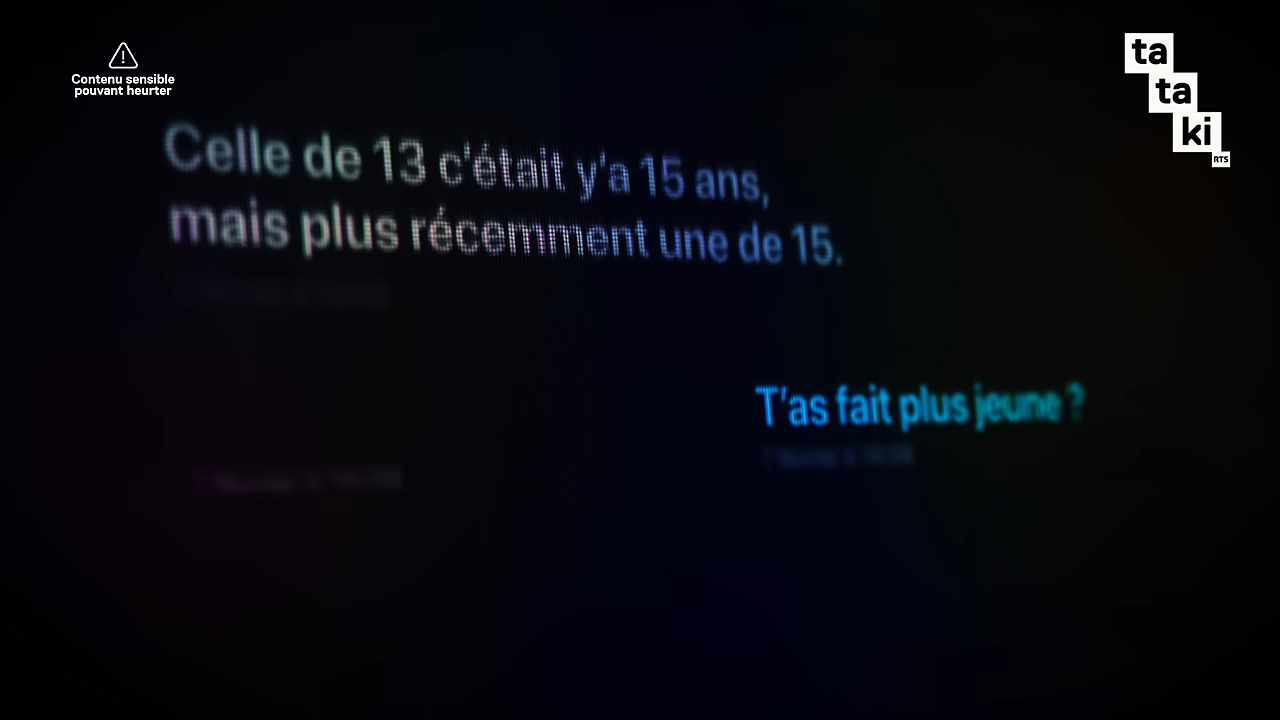 Contenu sensible
pouvant heurter
ta
ta
ki
RTS
Celle de 13 c'était y'a 15 ans,
mais plus récemment une de 15.
T'as fait plus jeune ?